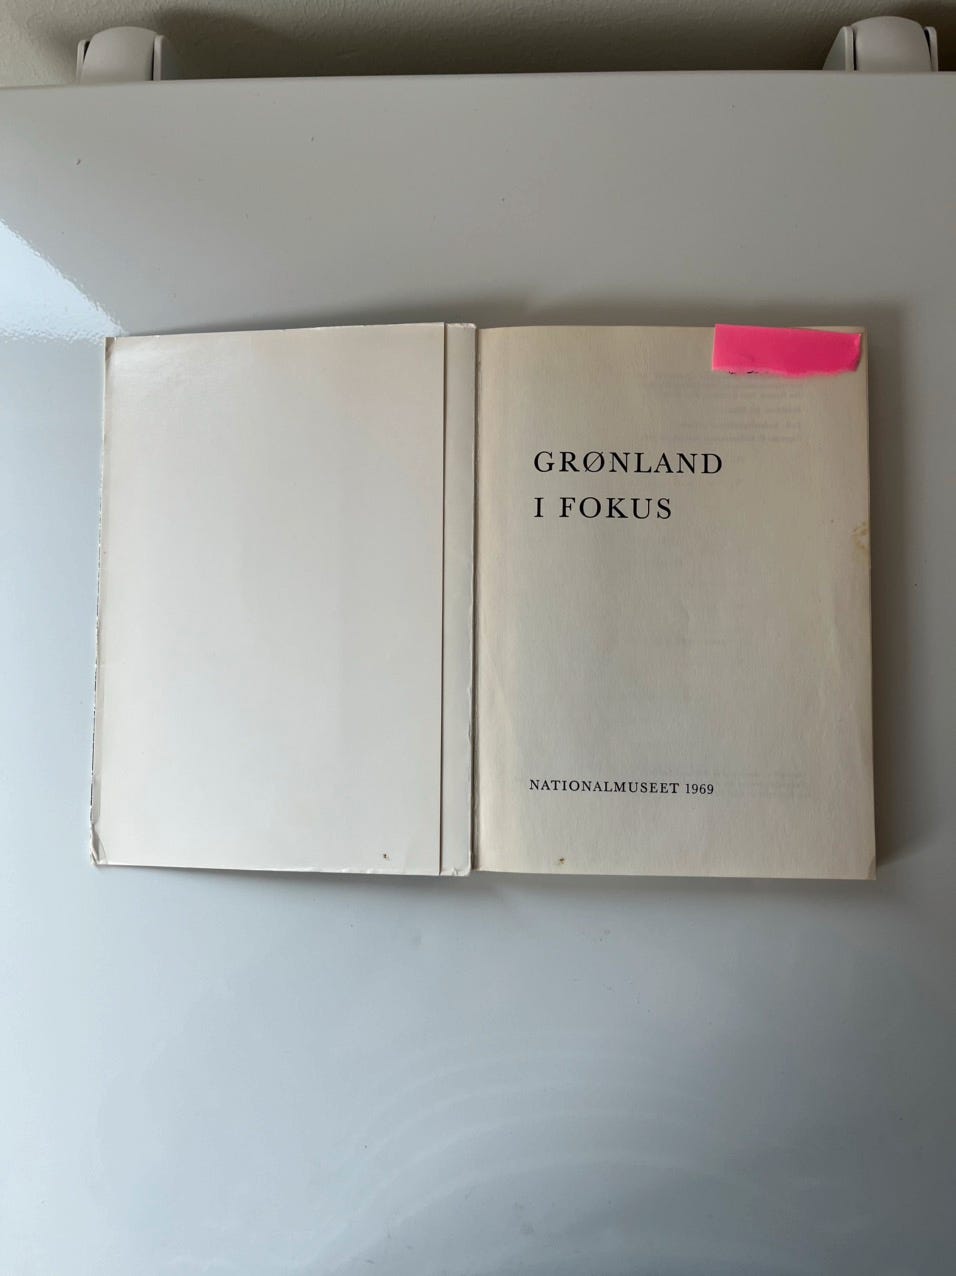 GRØNLAND
I FOKUS
NATIONALMUSEET 1969